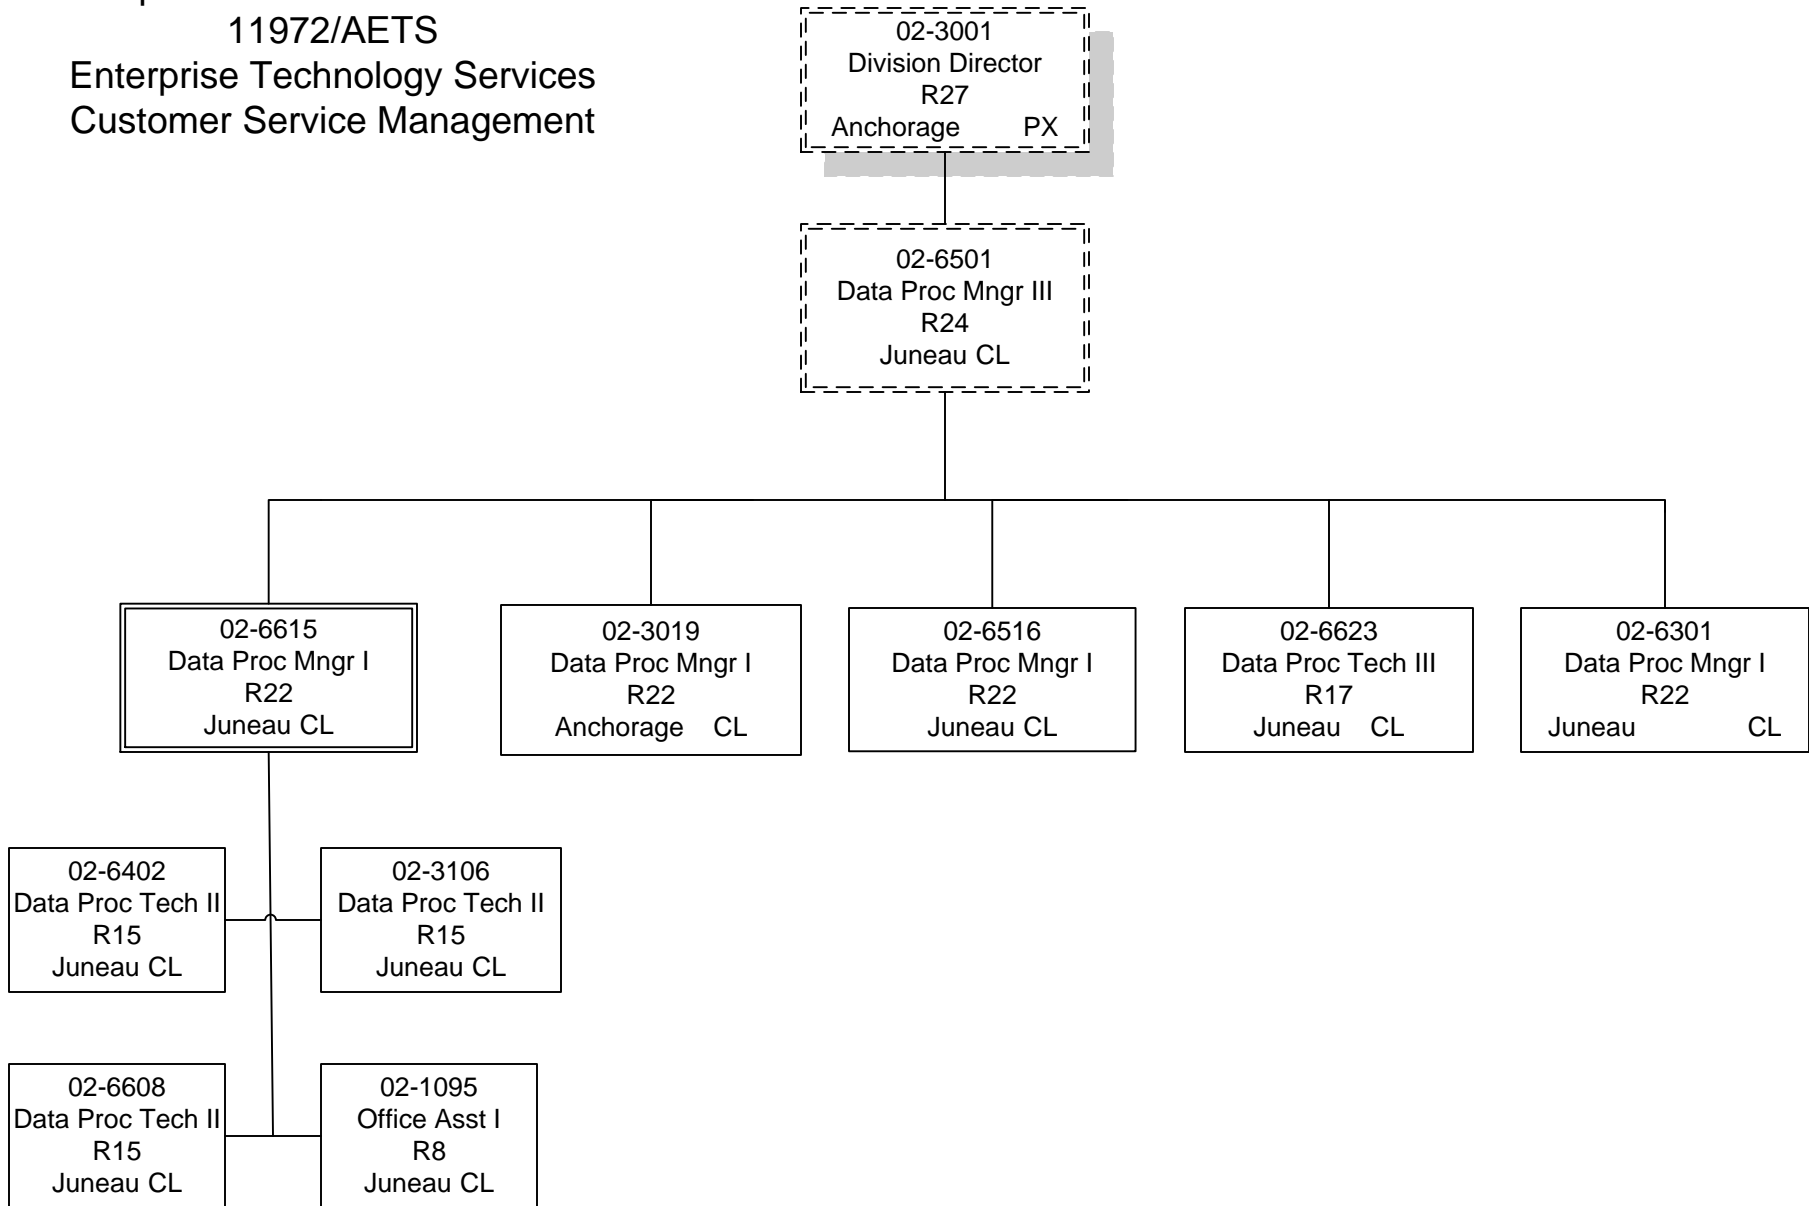 11972/AETS
Enterprise Technology Services
Customer Service Management
02-3001
Division Director
R27
Anchorage PX
02-6501
Data Proc Mngr III
R24
Juneau CL
02-6615
Data Proc Mngr I
R22
Juneau CL
02-3019
Data Proc Mngr I
R22
Anchorage CL
02-6516
Data Proc Mngr I
R22
Juneau CL
02-6623
Data Proc Tech III
R17
Juneau CL
02-6301
Data Proc Mngr I
R22
Juneau CL
02-6402
Data Proc Tech II
R15
Juneau CL
02-3106
Data Proc Tech II
R15
Juneau CL
02-6608
Data Proc Tech II
R15
Juneau CL
02-1095
Office Asst I
R8
Juneau CL